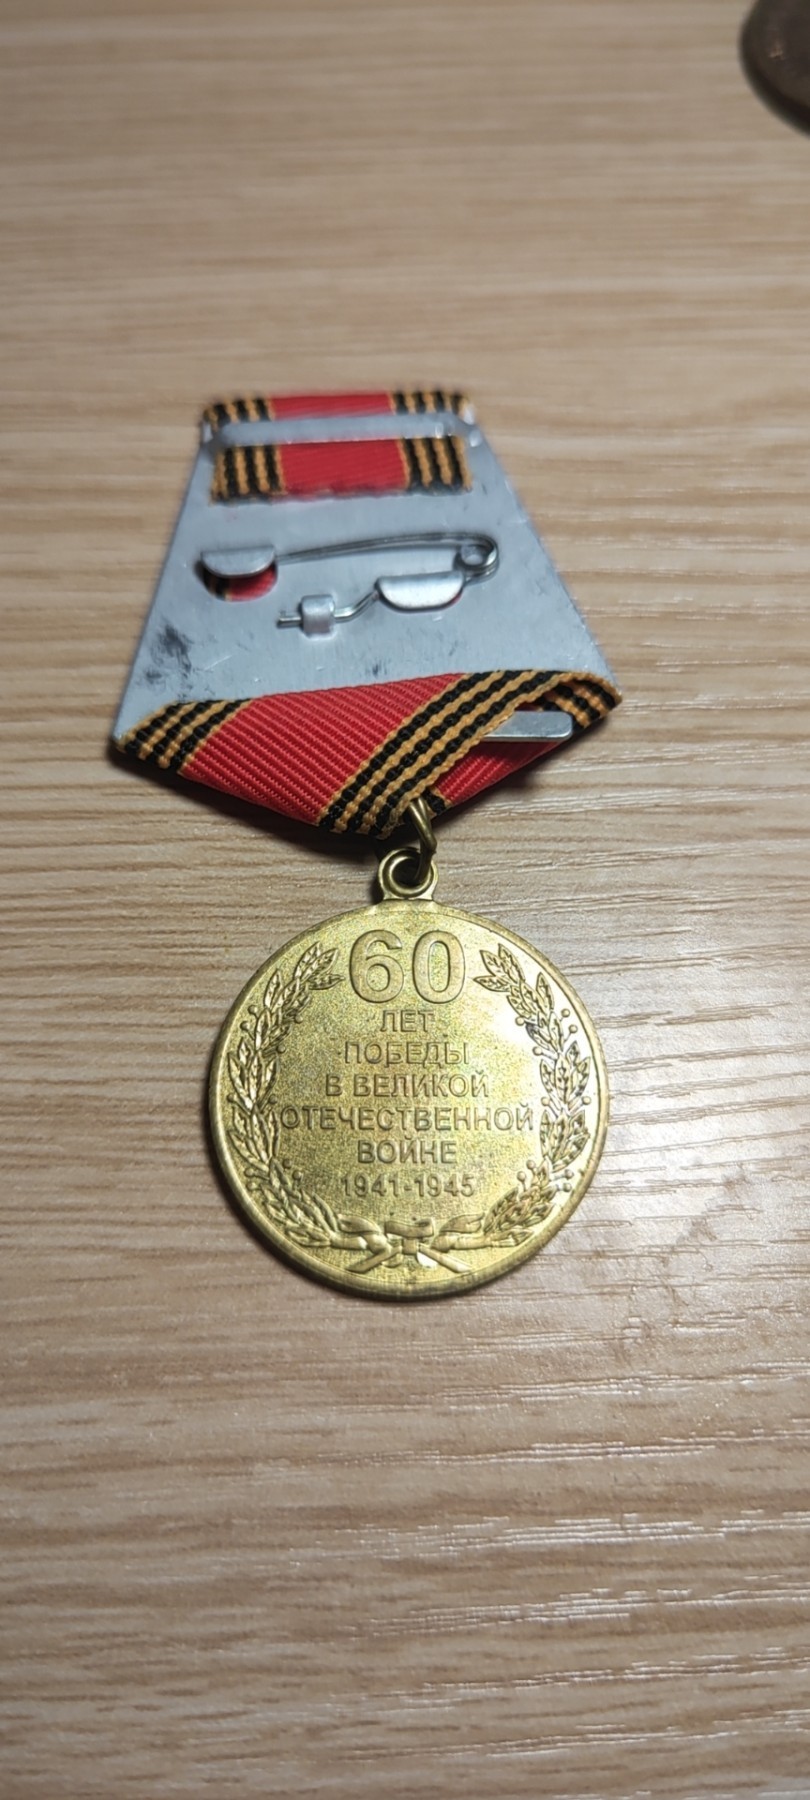 60
ЛЕТ
ПОБЕДЫ
В ВЕЛИКОЙ
ОТЕЧЕСТВЕННОЙ
ВОЙНЕ
1941-1945